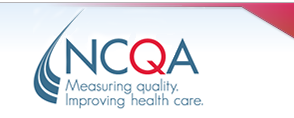 NCQA
Measuring quality.
Improving health care.